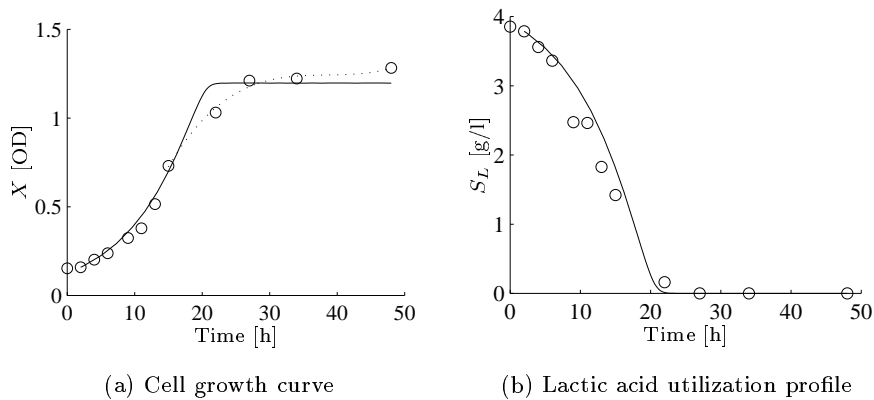 1.5
1
0.5
0
X [OD]
0 10 20 30 40 50
Time [h]
(a) Cell growth curve
4
3
2
1
0
S_L [g/l]
0 10 20 30 40 50
Time [h]
(b) Lactic acid utilization profile